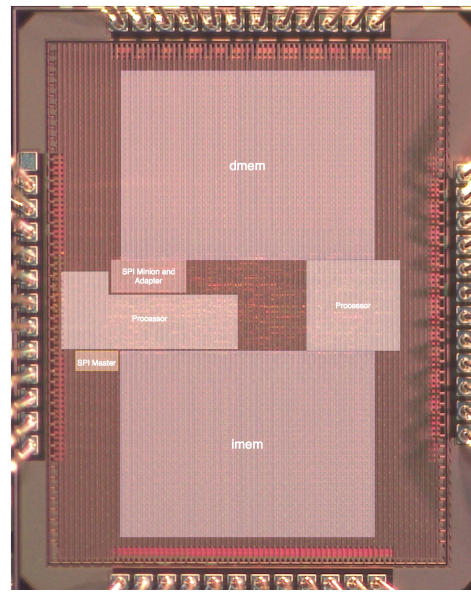 dmem
SPI Minion and
Adapter
Processor
Processor
SPI Master
imem